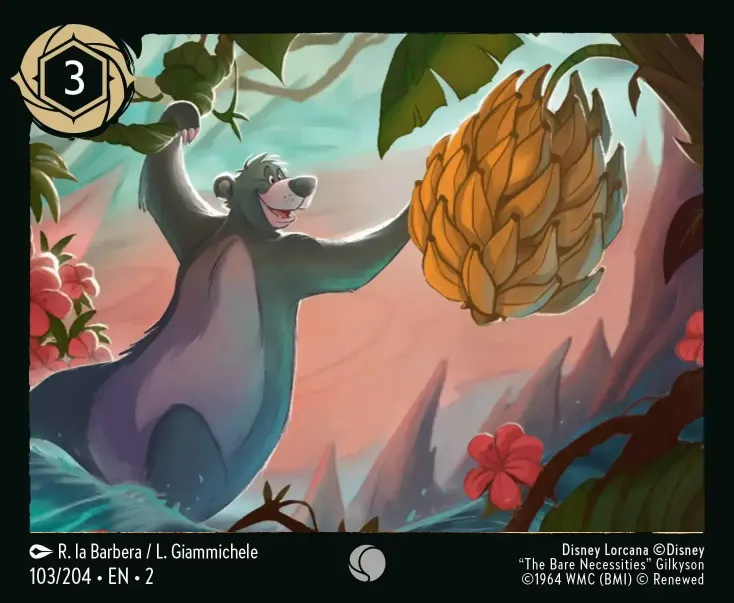 3
R. la Barbera / L. Giammichele
103/204 • EN • 2
Disney Lorcana ©Disney
"The Bare Necessities" Gilkyson
©1964 WMC (BMI) © Renewed